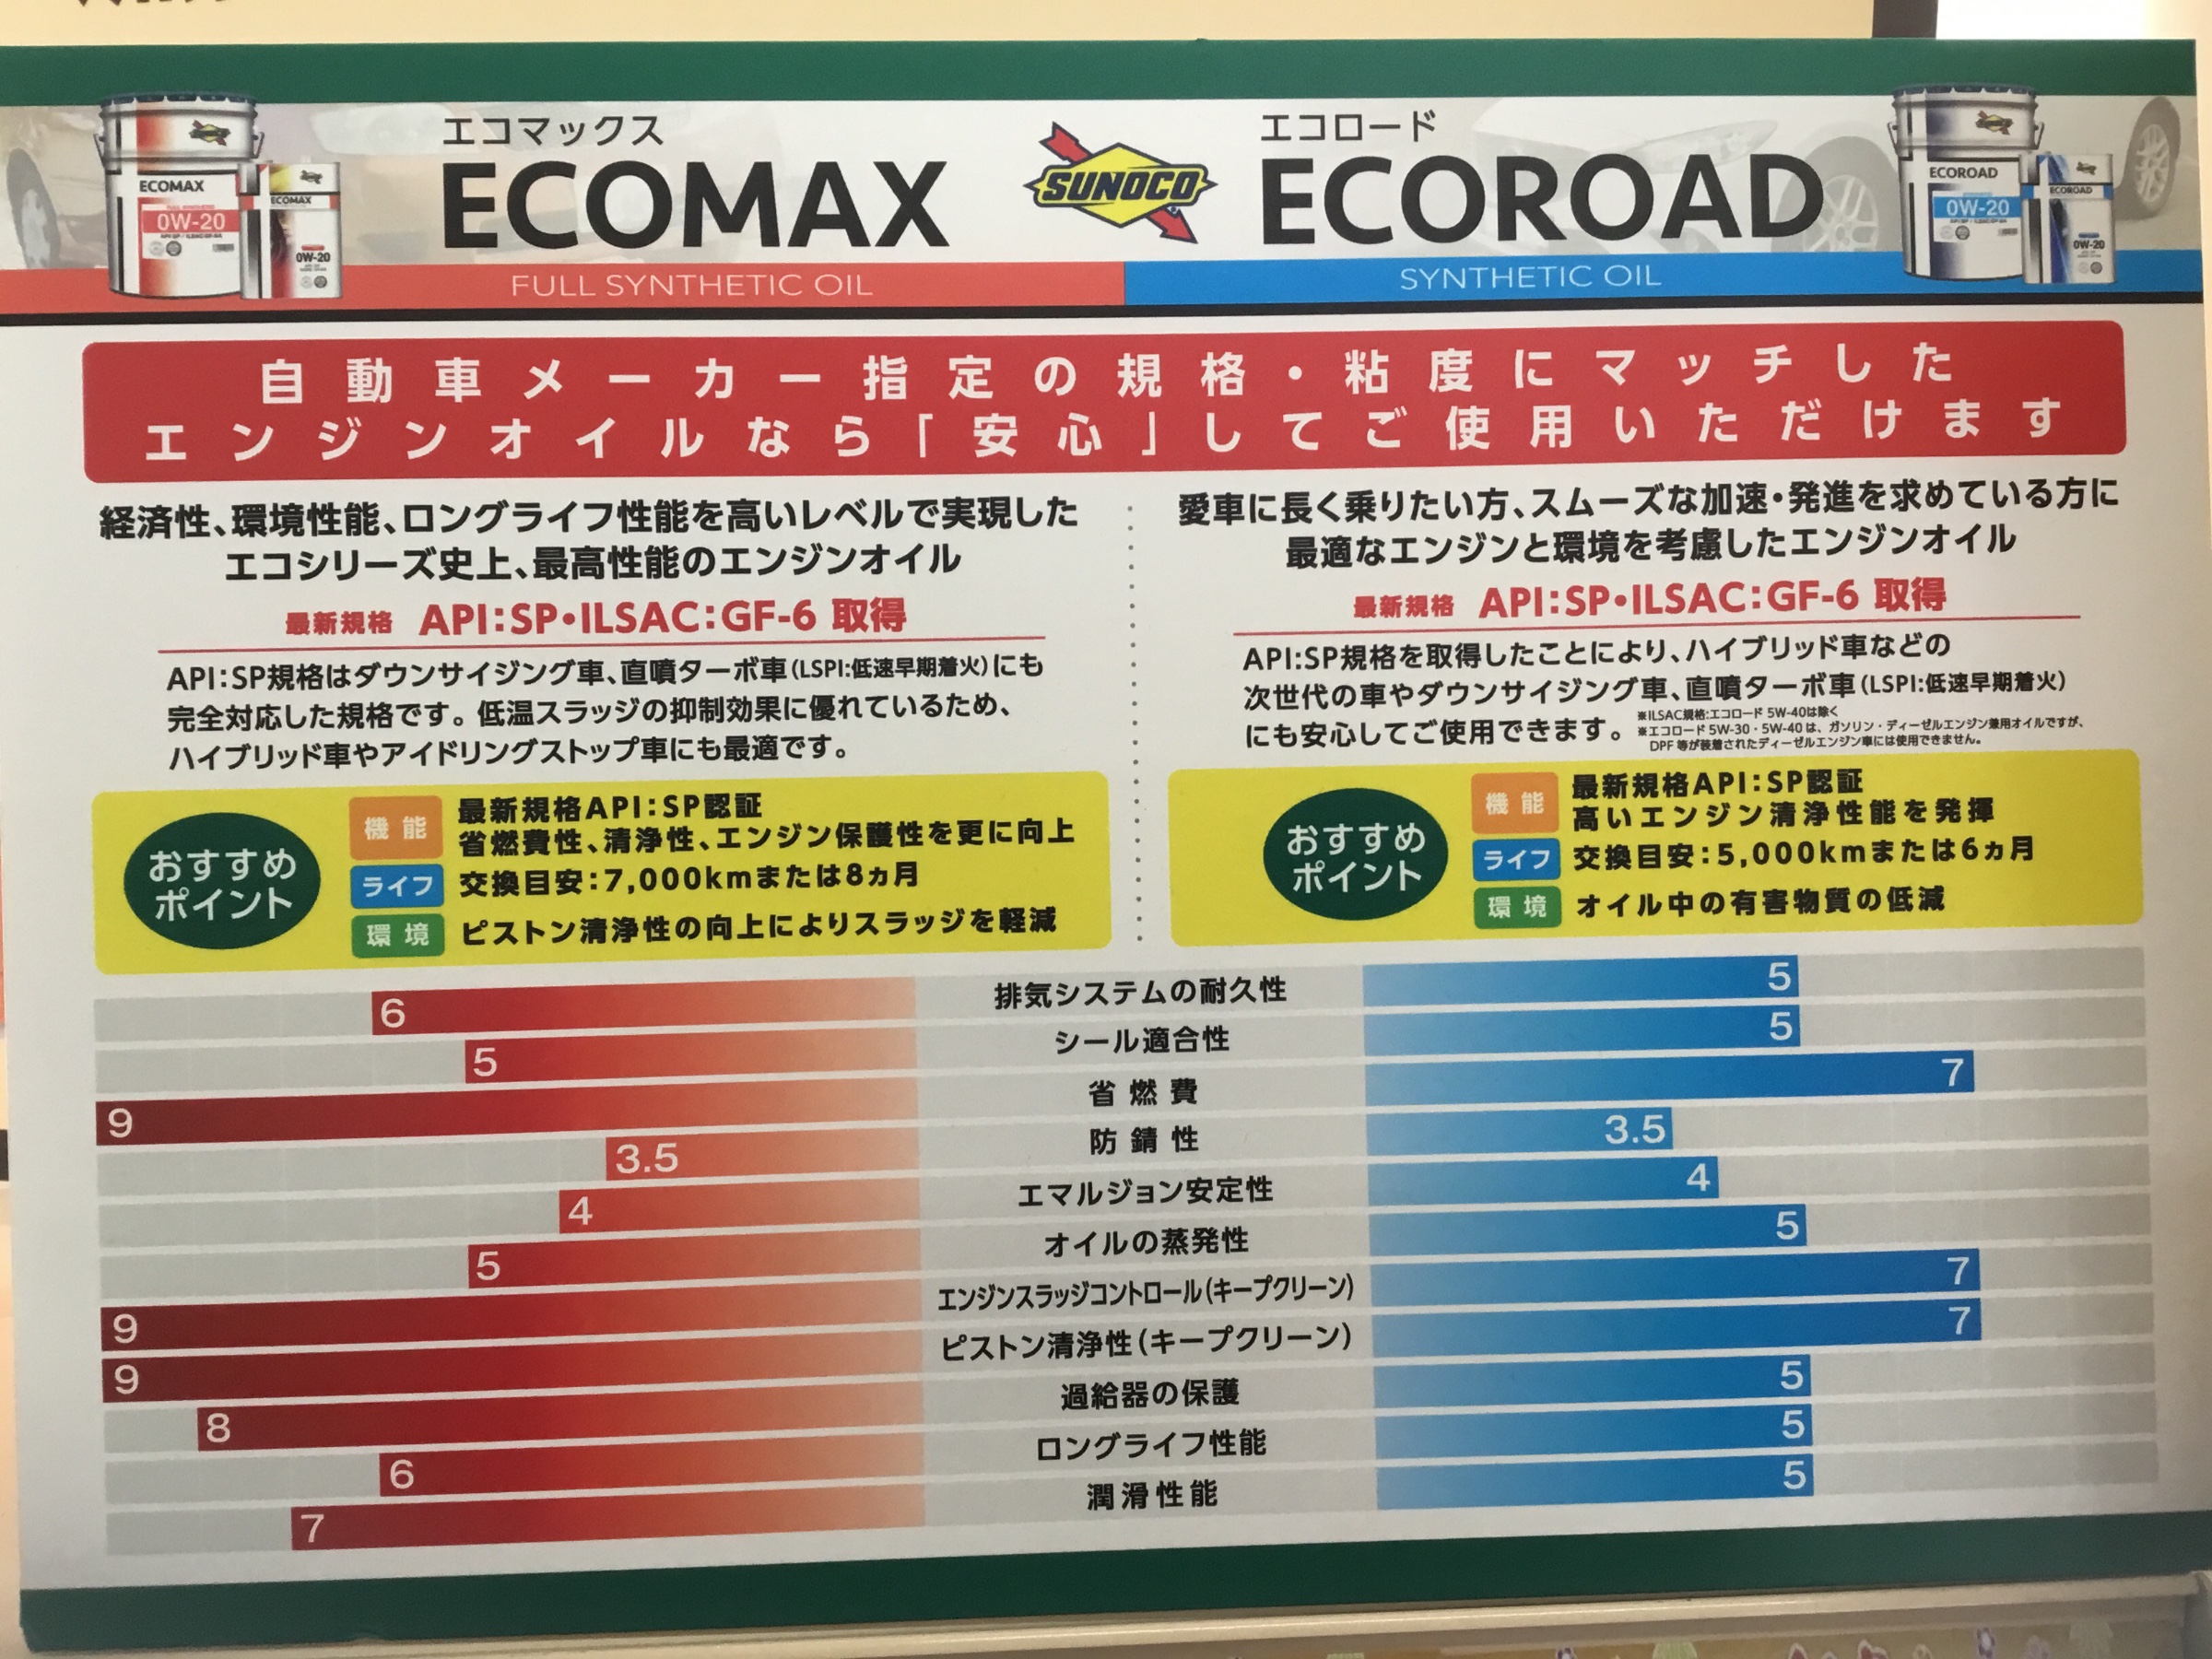 エコマックス
ECOMAX
FULL SYNTHETIC OIL
SUNOCO
エコロード
ECOROAD
SYNTHETIC OIL
ECOMAX
0W-20
ECOMAX
0W-20
ECOROAD
0W-20
ECOROAD
0W-20
自動車メーカー指定の規格・粘度にマッチした
エンジンオイルなら「安心」してご使用いただけます
経済性、環境性能、ロングライフ性能を高いレベルで実現した
エコシリーズ史上、最高性能のエンジンオイル
最新規格 API:SP・ILSAC:GF-6 取得
API:SP規格はダウンサイジング車、直噴ターボ車(LSPI:低速早期着火)にも
完全対応した規格です。低温スラッジの抑制効果に優れているため、
ハイブリッド車やアイドリングストップ車にも最適です。
おすすめ
ポイント
機能
最新規格API:SP認証
省燃費性、清浄性、エンジン保護性を更に向上
ライフ 交換目安:7,000kmまたは8ヵ月
環境 ピストン清浄性の向上によりスラッジを軽減
愛車に長く乗りたい方、スムーズな加速・発進を求めている方に
最適なエンジンと環境を考慮したエンジンオイル
最新規格 API:SP・ILSAC:GF-6 取得
API:SP規格を取得したことにより、ハイブリッド車などの
次世代の車やダウンサイジング車、直噴ターボ車(LSPI:低速早期着火)
にも安心してご使用できます。
※ILSAC規格:エコロード 5W-40は除く
※エコロード 5W-30・5W-40 は、ガソリン・ディーゼルエンジン兼用オイルですが、
DPF 等が装着されたディーゼルエンジン車には使用できません。
おすすめ
ポイント
機能
最新規格API:SP認証
高いエンジン清浄性能を発揮
ライフ 交換目安:5,000kmまたは6ヵ月
環境 オイル中の有害物質の低減
6 排気システムの耐久性 5
5 シール適合性 5
9 省燃費 7
3.5 防錆性 3.5
4 エマルジョン安定性 4
5 オイルの蒸発性 5
9 エンジンスラッジコントロール(キープクリーン) 7
9 ピストン清浄性(キープクリーン) 7
8 過給器の保護 5
6 ロングライフ性能 5
7 潤滑性能 5